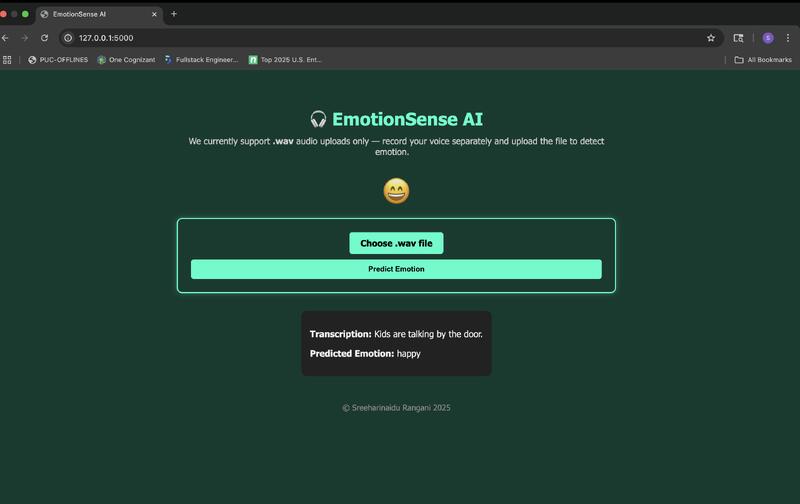 EmotionSense AI
127.0.0.1:5000
S
PUC-OFFLINES
One Cognizant
Fullstack Engineer...
Top 2025 U.S. Ent...
All Bookmarks
EmotionSense AI
We currently support .wav audio uploads only — record your voice separately and upload the file to detect
emotion.
Choose .wav file
Predict Emotion
Transcription: Kids are talking by the door.
Predicted Emotion: happy
© Sreeharinaidu Rangani 2025